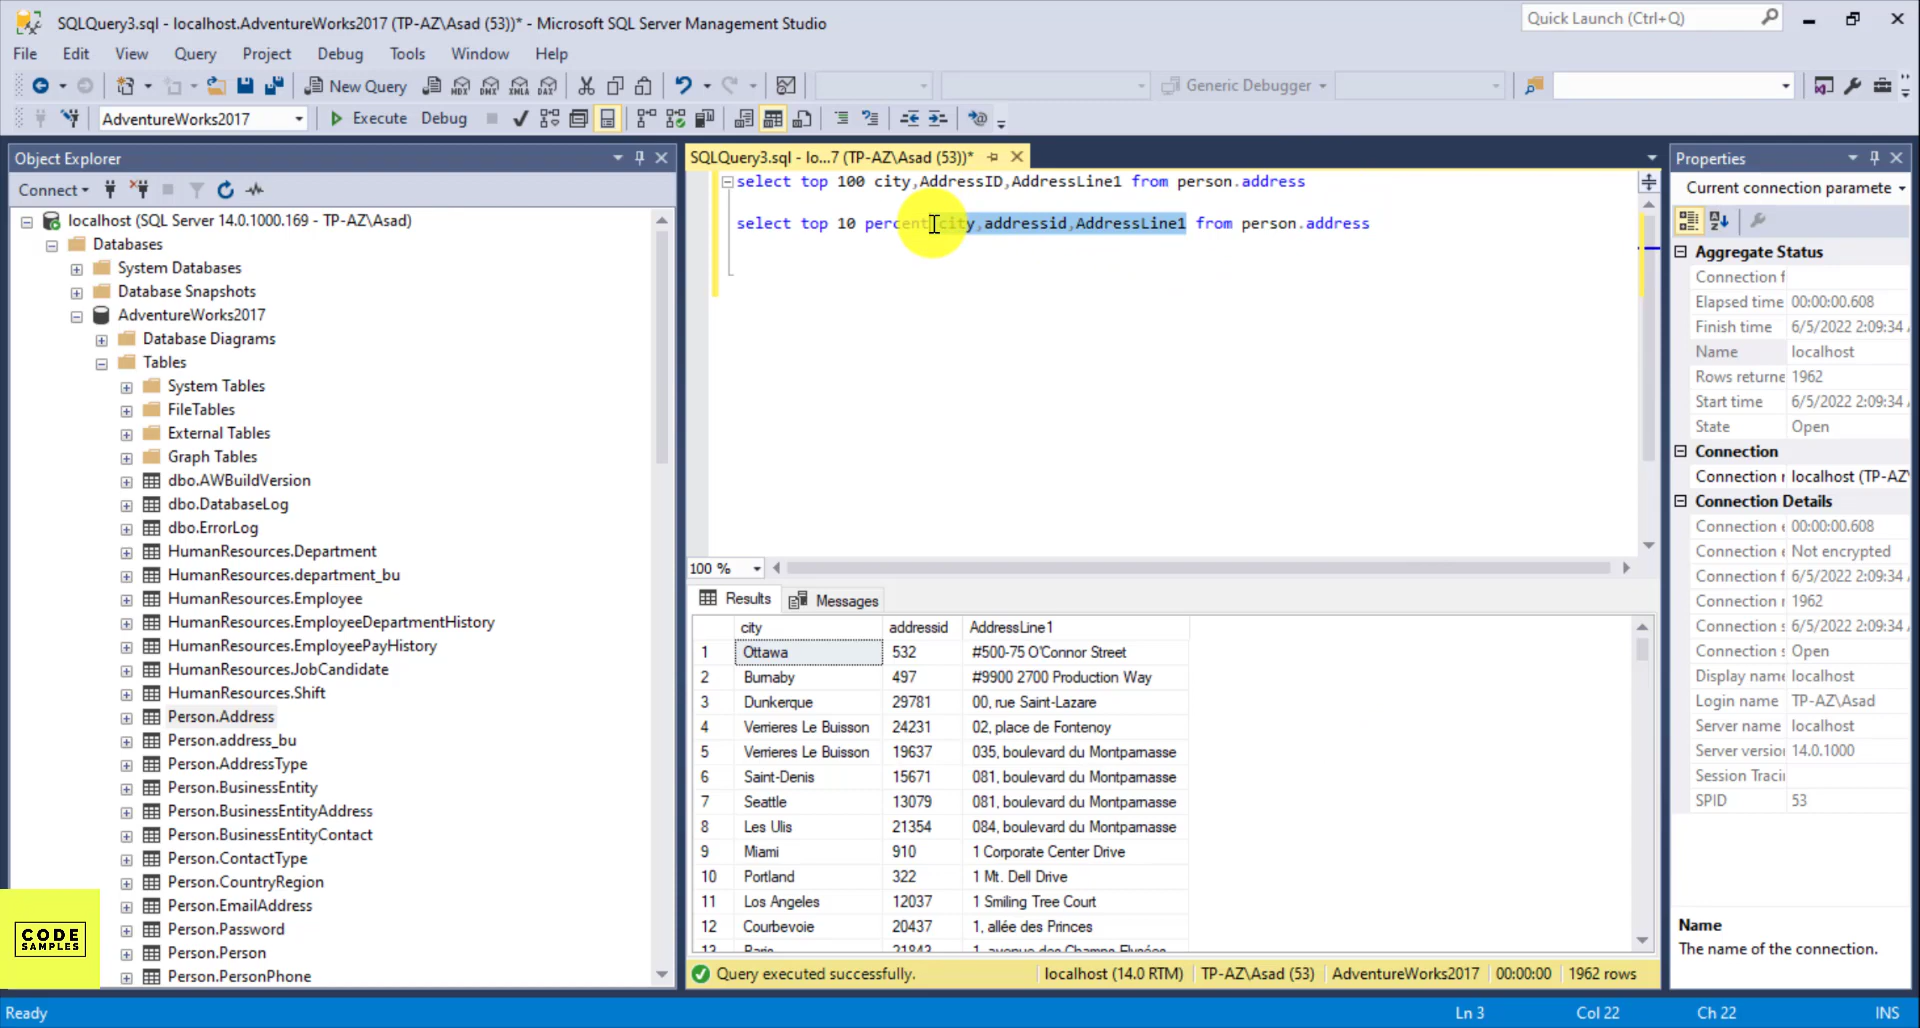 SQLQuery3.sql - localhost.AdventureWorks2017 (TP-AZ\Asad (53))* - Microsoft SQL Server Management Studio
Quick Launch (Ctrl+Q)
File Edit View Query Project Debug Tools Window Help
New Query MDX DMX XMLA DAX Generic Debugger
AdventureWorks2017 Execute Debug
Object Explorer
Connect
localhost (SQL Server 14.0.1000.169 - TP-AZ\Asad)
Databases
System Databases
Database Snapshots
AdventureWorks2017
Database Diagrams
Tables
System Tables
FileTables
External Tables
Graph Tables
dbo.AWBuildVersion
dbo.DatabaseLog
dbo.ErrorLog
HumanResources.Department
HumanResources.department_bu
HumanResources.Employee
HumanResources.EmployeeDepartmentHistory
HumanResources.EmployeePayHistory
HumanResources.JobCandidate
HumanResources.Shift
Person.Address
Person.address_bu
Person.AddressType
Person.BusinessEntity
Person.BusinessEntityAddress
Person.BusinessEntityContact
Person.ContactType
Person.CountryRegion
Person.EmailAddress
Person.Password
Person.Person
Person.PersonPhone
CODE
SAMPLES
SQLQuery3.sql - lo...7 (TP-AZ\Asad (53))*
select top 100 city,AddressID,AddressLine1 from person.address
select top 10 percent city,addressid,AddressLine1 from person.address
100 %
Results Messages
city addressid AddressLine1
1 Ottawa 532 #500-75 O'Connor Street
2 Burnaby 497 #9900 2700 Production Way
3 Dunkerque 29781 00, rue Saint-Lazare
4 Verrieres Le Buisson 24231 02, place de Fontenoy
5 Verrieres Le Buisson 19637 035, boulevard du Montparnasse
6 Saint-Denis 15671 081, boulevard du Montparnasse
7 Seattle 13079 081, boulevard du Montparnasse
8 Les Ulis 21354 084, boulevard du Montparnasse
9 Miami 910 1 Corporate Center Drive
10 Portland 322 1 Mt. Dell Drive
11 Los Angeles 12037 1 Smiling Tree Court
12 Courbevoie 20437 1, allée des Princes
13 Paris 21843 1, avenue des Champs-Elysées
Query executed successfully. localhost (14.0 RTM) TP-AZ\Asad (53) AdventureWorks2017 00:00:00 1962 rows
Properties
Current connection paramete
Aggregate Status
Connection f
Elapsed time 00:00:00.608
Finish time 6/5/2022 2:09:34
Name localhost
Rows returne 1962
Start time 6/5/2022 2:09:34
State Open
Connection
Connection localhost (TP-AZ
Connection Details
Connection e 00:00:00.608
Connection e Not encrypted
Connection f 6/5/2022 2:09:34
Connection r 1962
Connection s 6/5/2022 2:09:34
Connection s Open
Display name localhost
Login name TP-AZ\Asad
Server name localhost
Server version 14.0.1000
Session Traci
SPID 53
Name
The name of the connection.
Ready Ln 3 Col 22 Ch 22 INS